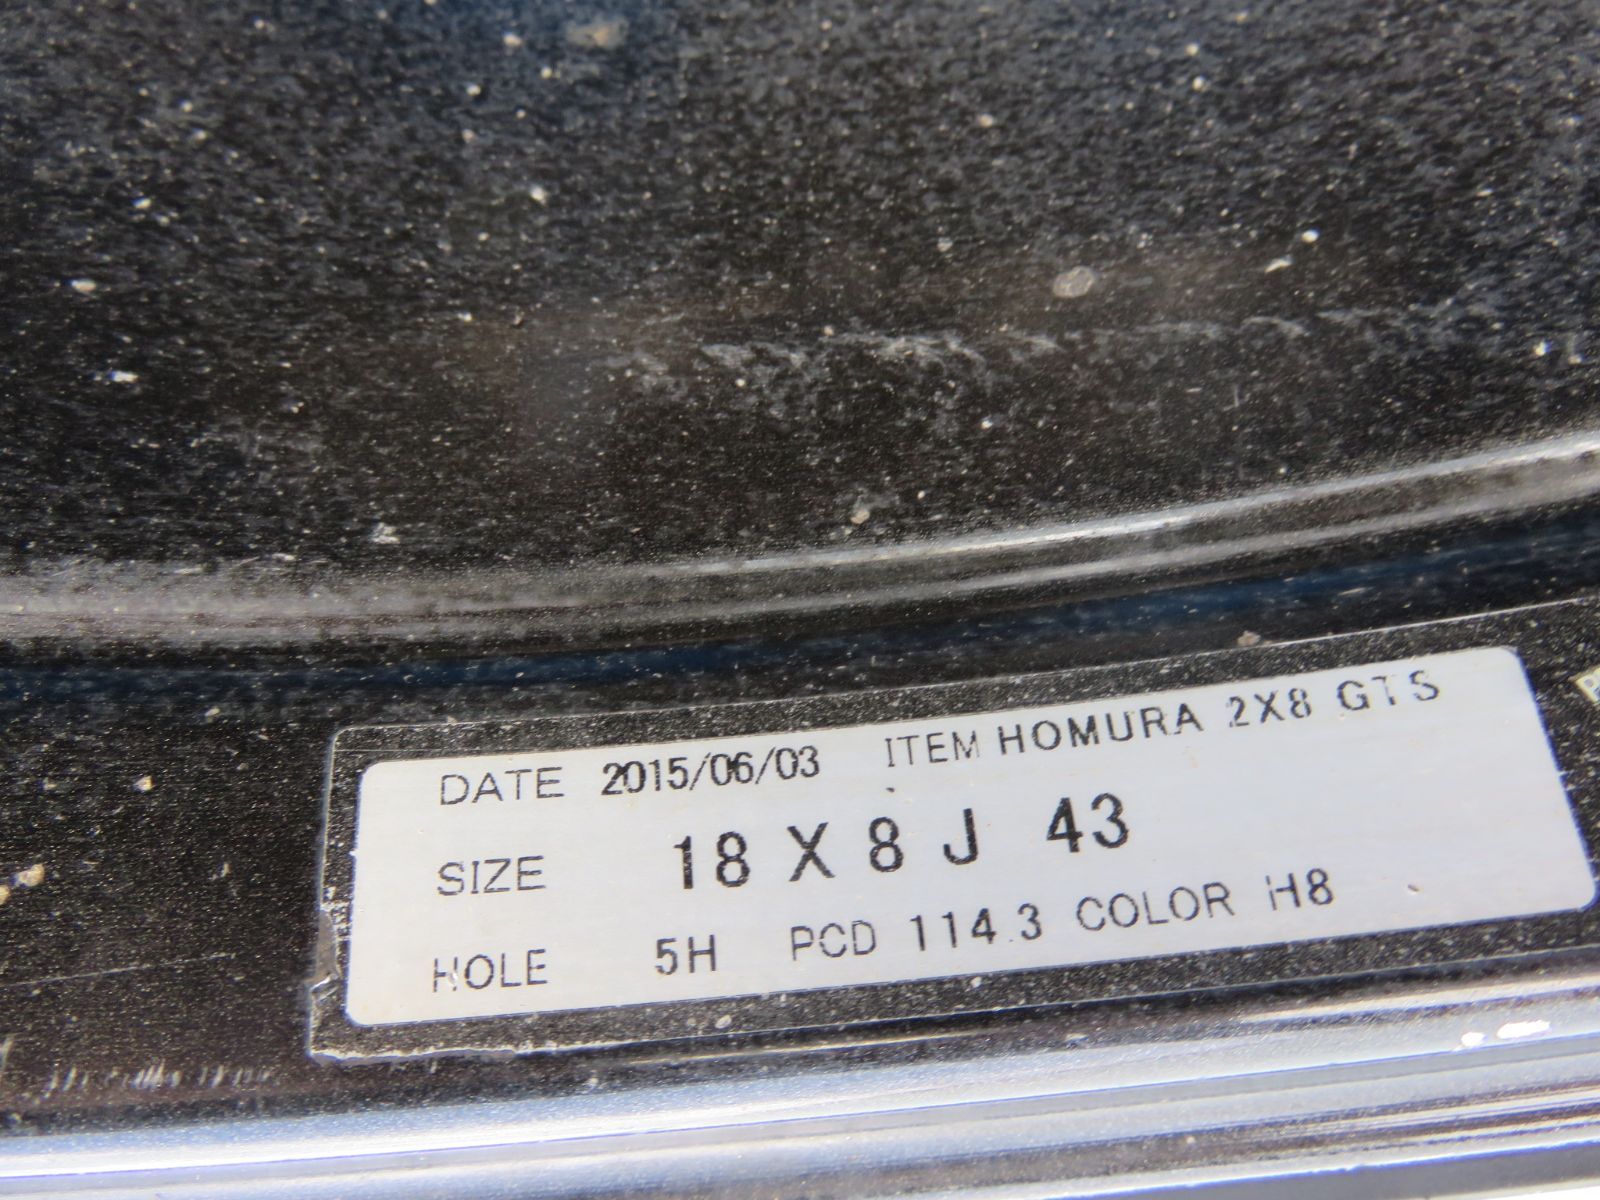 DATE 2015/06/03 ITEM HOMURA 2X8 GTS
SIZE 18 X 8 J 43
HOLE 5H PCD 114.3 COLOR H8